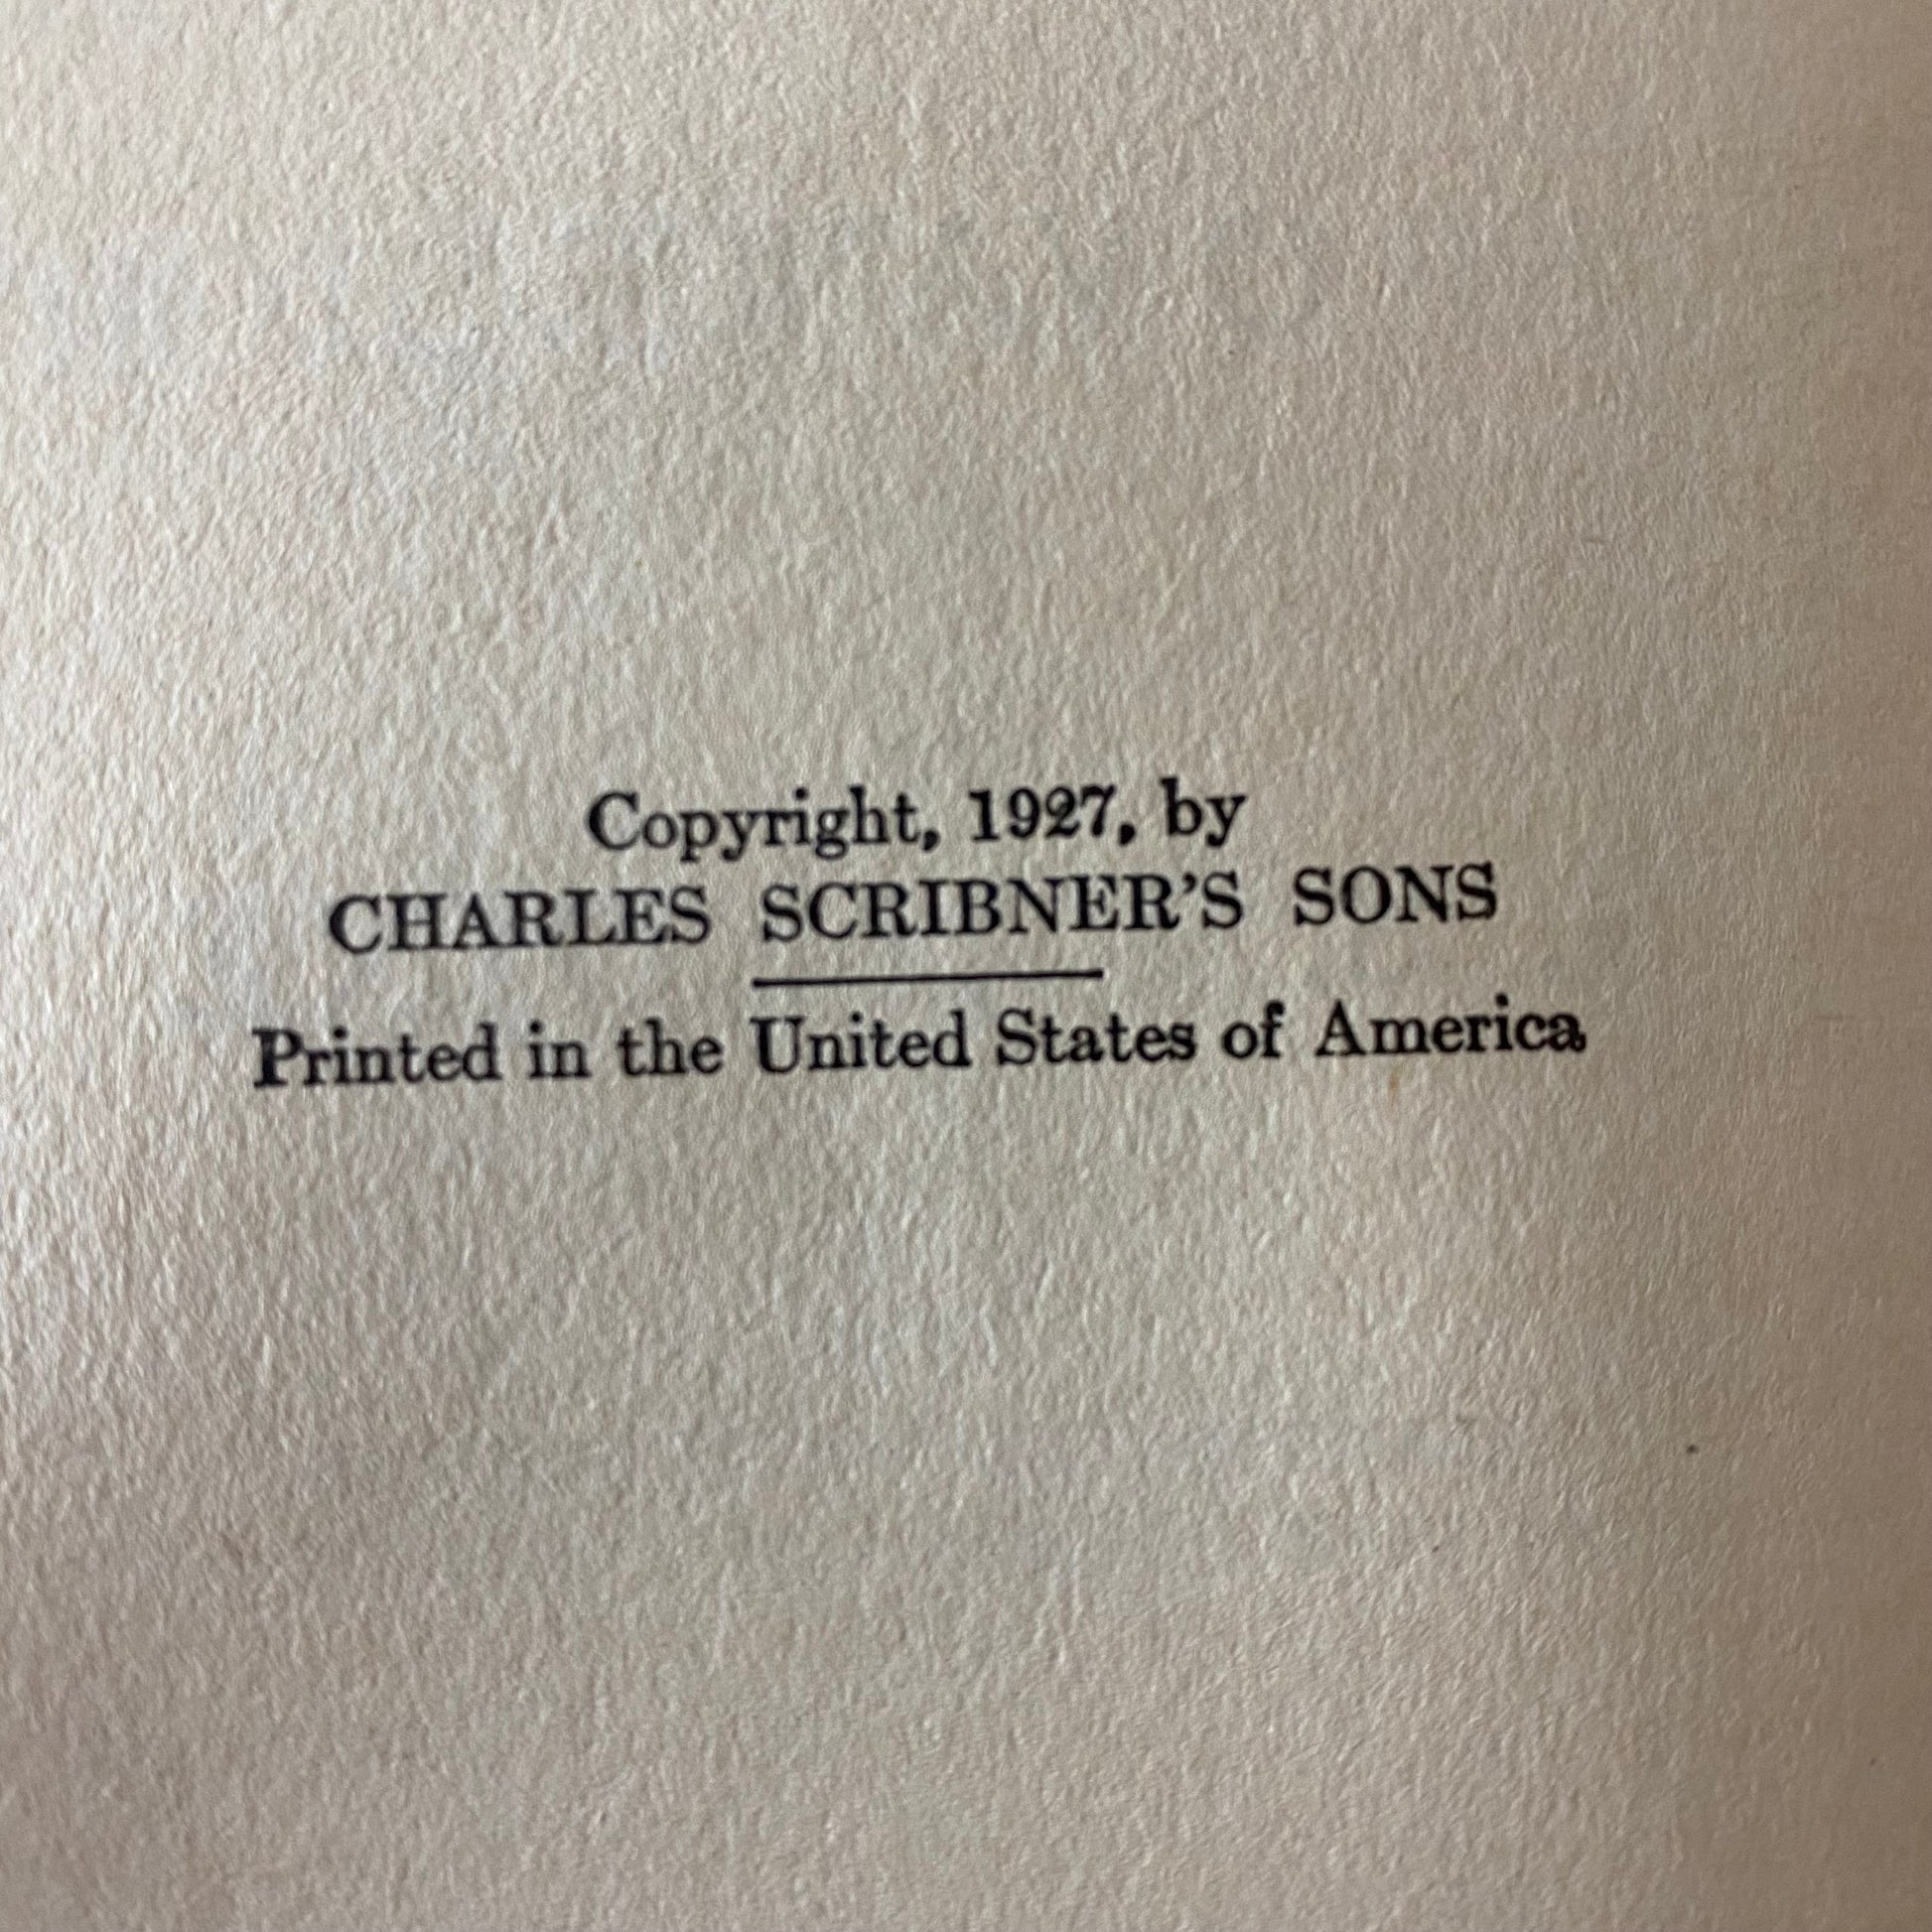 Copyright, 1927, by
CHARLES SCRIBNER'S SONS
Printed in the United States of America